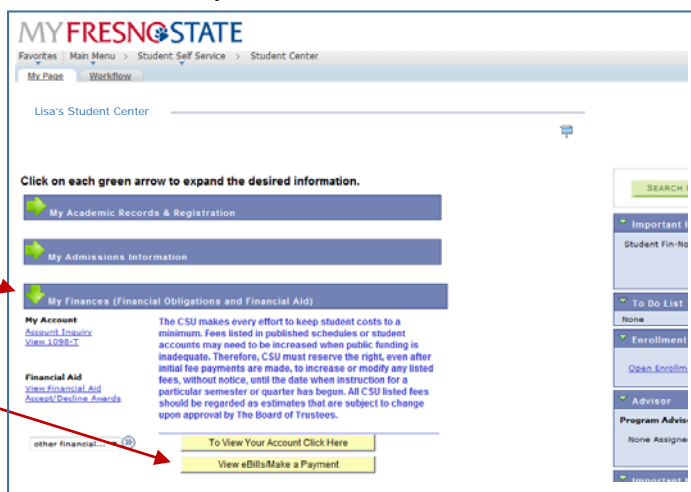 MY FRESNO STATE
Favorites Main Menu > Student Self Service > Student Center
My Page Workflow
Lisa's Student Center
Click on each green arrow to expand the desired information.
My Academic Records & Registration
My Admissions Information
My Finances (Financial Obligations and Financial Aid)
My Account
Account Inquiry
View 1098-T
Financial Aid
View Financial Aid
Accept/Decline Awards
other financial...
The CSU makes every effort to keep student costs to a
minimum. Fees listed in published schedules or student
accounts may need to be increased when public funding is
inadequate. Therefore, CSU must reserve the right, even after
initial fee payments are made, to increase or modify any listed
fees, without notice, until the date when instruction for a
particular semester or quarter has begun. All CSU listed fees
should be regarded as estimates that are subject to change
upon approval by The Board of Trustees.
To View Your Account Click Here
View eBills/Make a Payment
SEARCH
Important
Student Fin-No
To Do List
None
Enrollment
Open Enrollm
Advisor
Program Advis
None Assigne
Important